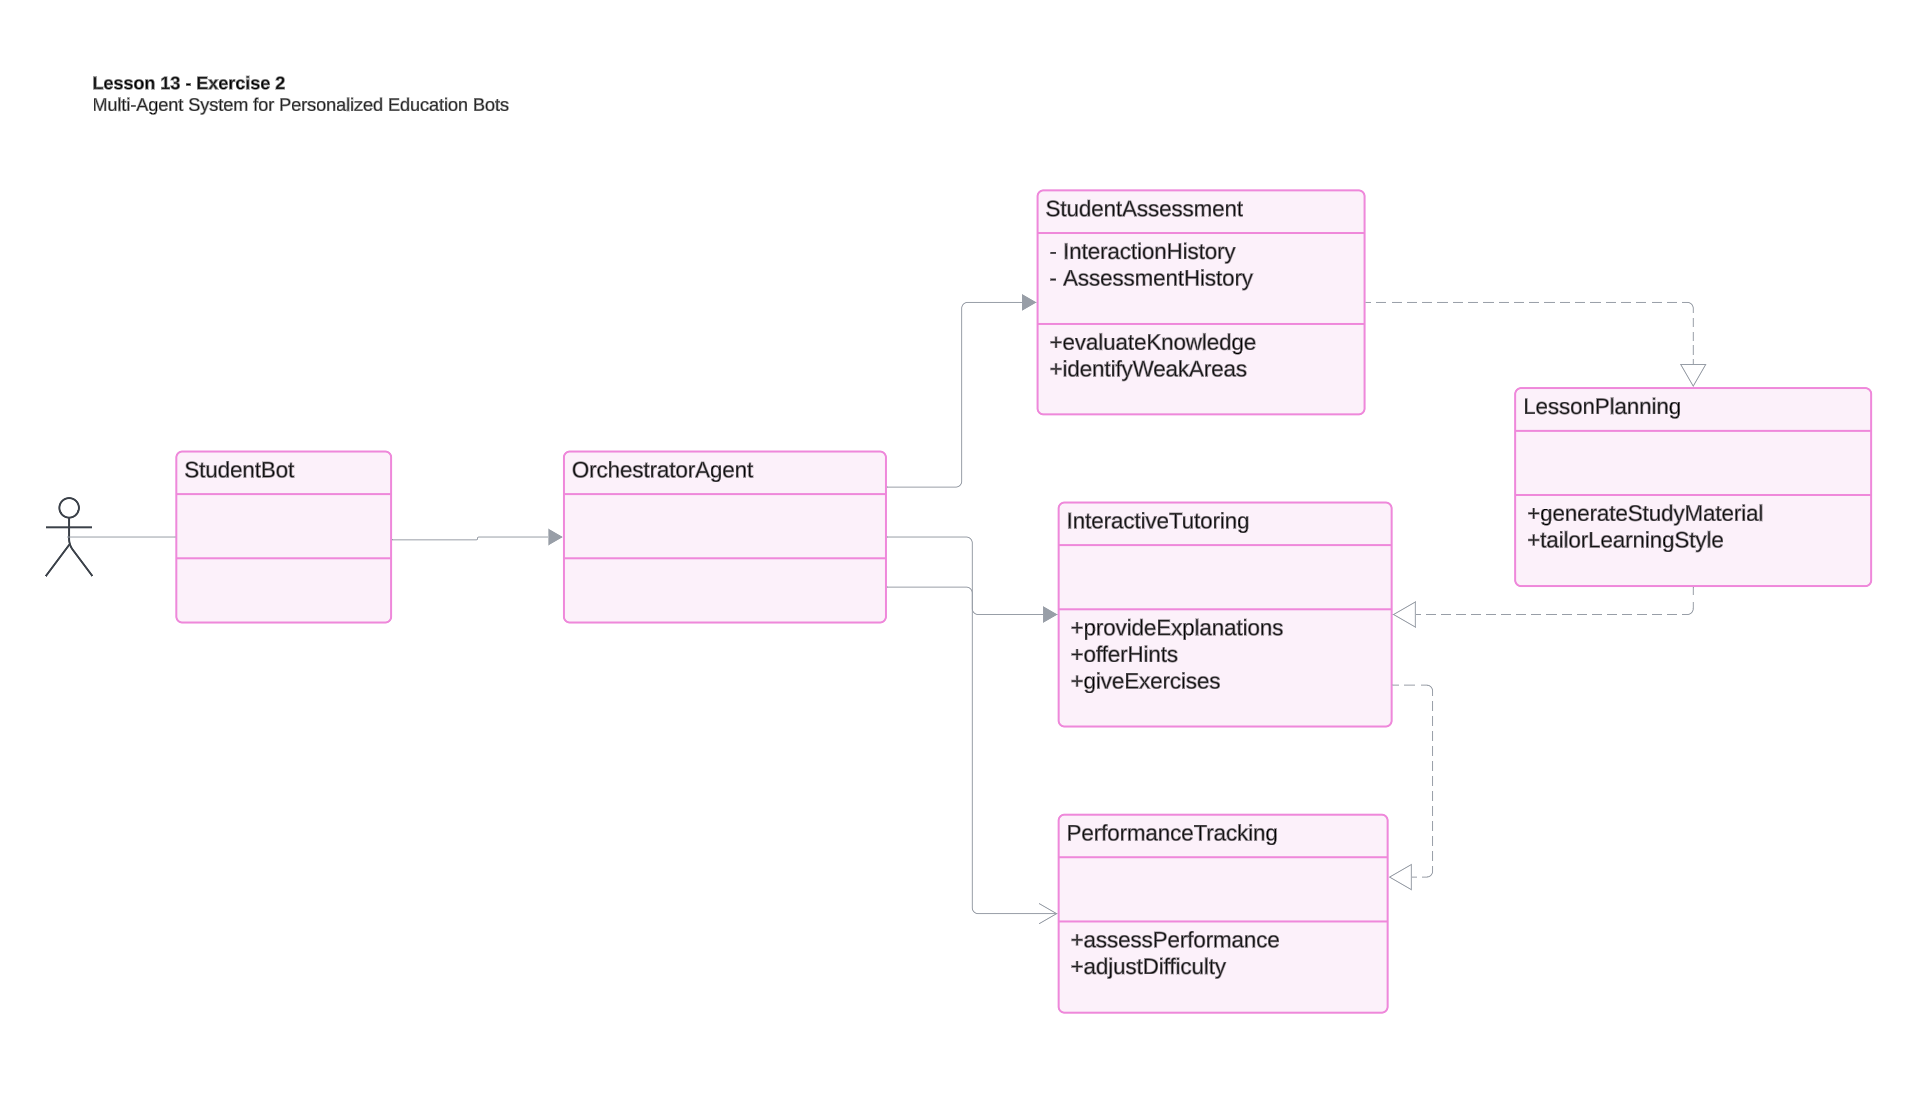 Lesson 13 - Exercise 2
Multi-Agent System for Personalized Education Bots
StudentBot
OrchestratorAgent
StudentAssessment
- InteractionHistory
- AssessmentHistory
+evaluateKnowledge
+identifyWeakAreas
LessonPlanning
+generateStudyMaterial
+tailorLearningStyle
InteractiveTutoring
+provideExplanations
+offerHints
+giveExercises
PerformanceTracking
+assessPerformance
+adjustDifficulty